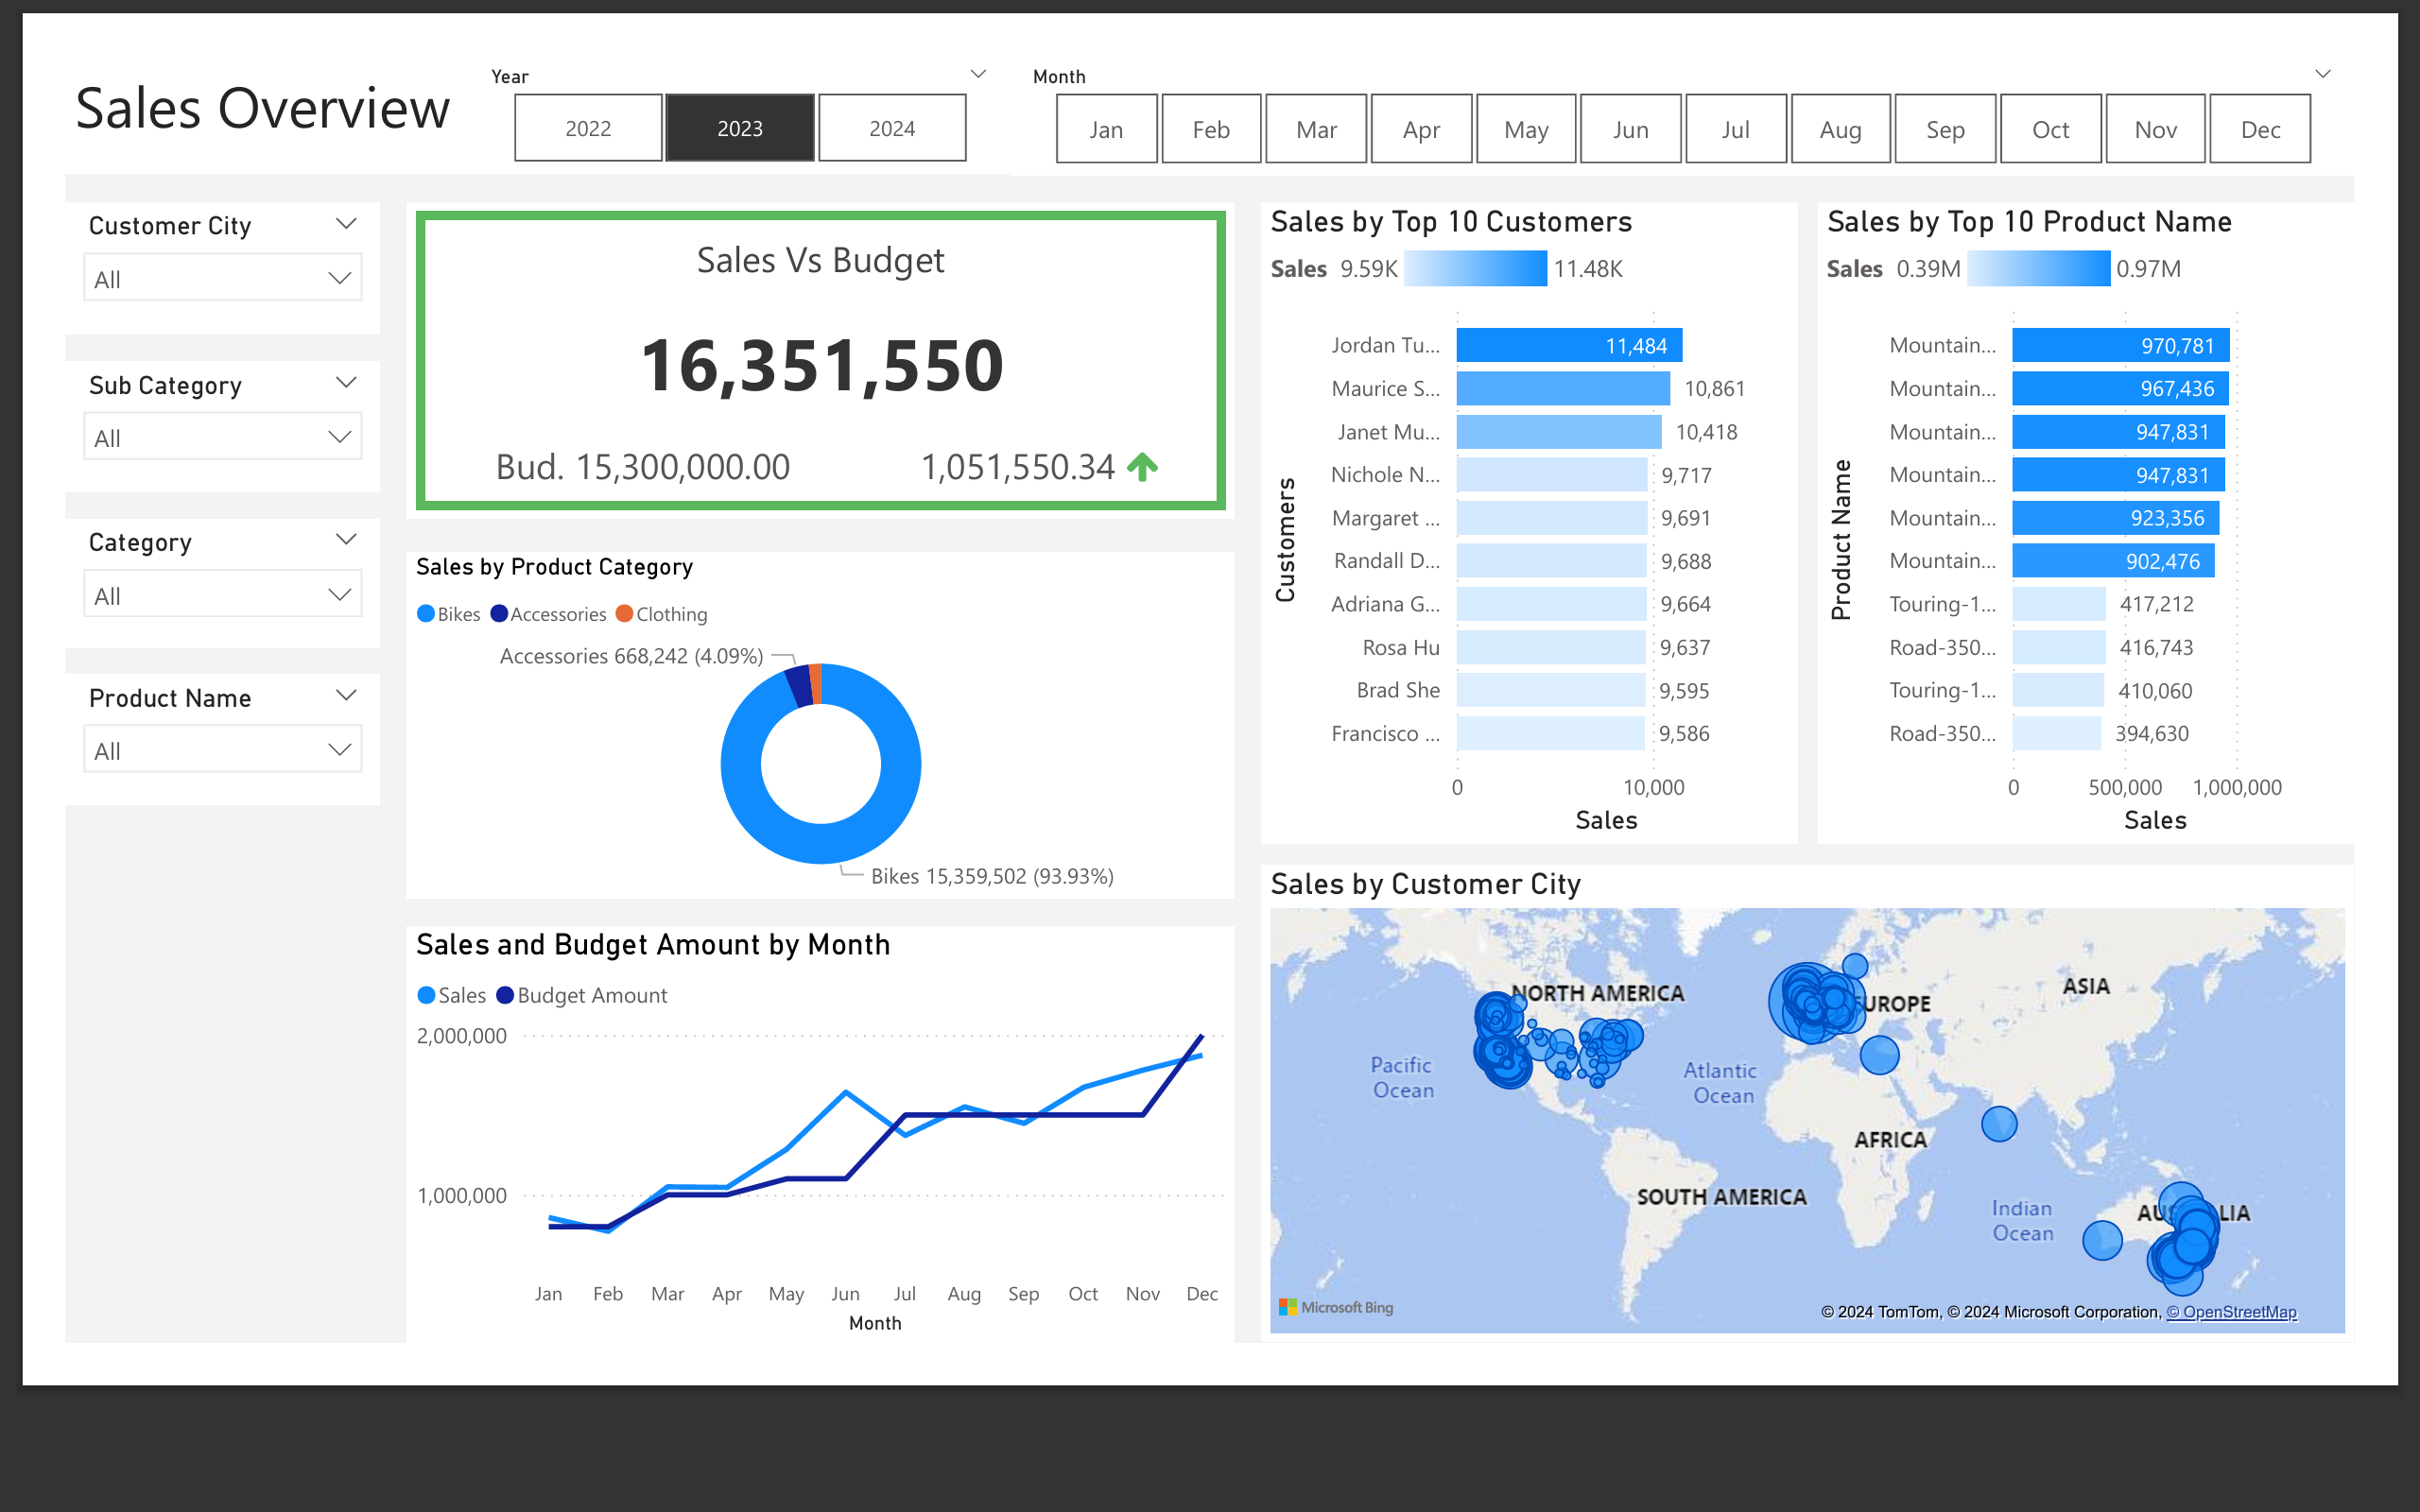 Sales Overview
Year
2022 2023 2024
Month
Jan Feb Mar Apr May Jun Jul Aug Sep Oct Nov Dec
Customer City
All
Sub Category
All
Category
All
Product Name
All
Sales Vs Budget
16,351,550
Bud. 15,300,000.00 1,051,550.34
Sales by Product Category
Bikes Accessories Clothing
Accessories 668,242 (4.09%)
Bikes 15,359,502 (93.93%)
Sales and Budget Amount by Month
Sales Budget Amount
2,000,000
1,000,000
Jan Feb Mar Apr May Jun Jul Aug Sep Oct Nov Dec
Month
Sales by Top 10 Customers
Sales 9.59K 11.48K
Customers
Jordan Tu... 11,484
Maurice S... 10,861
Janet Mu... 10,418
Nichole N... 9,717
Margaret ... 9,691
Randall D... 9,688
Adriana G... 9,664
Rosa Hu 9,637
Brad She 9,595
Francisco ... 9,586
0 10,000
Sales
Sales by Top 10 Product Name
Sales 0.39M 0.97M
Product Name
Mountain... 970,781
Mountain... 967,436
Mountain... 947,831
Mountain... 947,831
Mountain... 923,356
Mountain... 902,476
Touring-1... 417,212
Road-350... 416,743
Touring-1... 410,060
Road-350... 394,630
0 500,000 1,000,000
Sales
Sales by Customer City
NORTH AMERICA
UROPE
ASIA
Pacific
Ocean
Atlantic
Ocean
AFRICA
SOUTH AMERICA
Indian
Ocean
AUS LIA
Microsoft Bing
© 2024 TomTom, © 2024 Microsoft Corporation, © OpenStreetMap